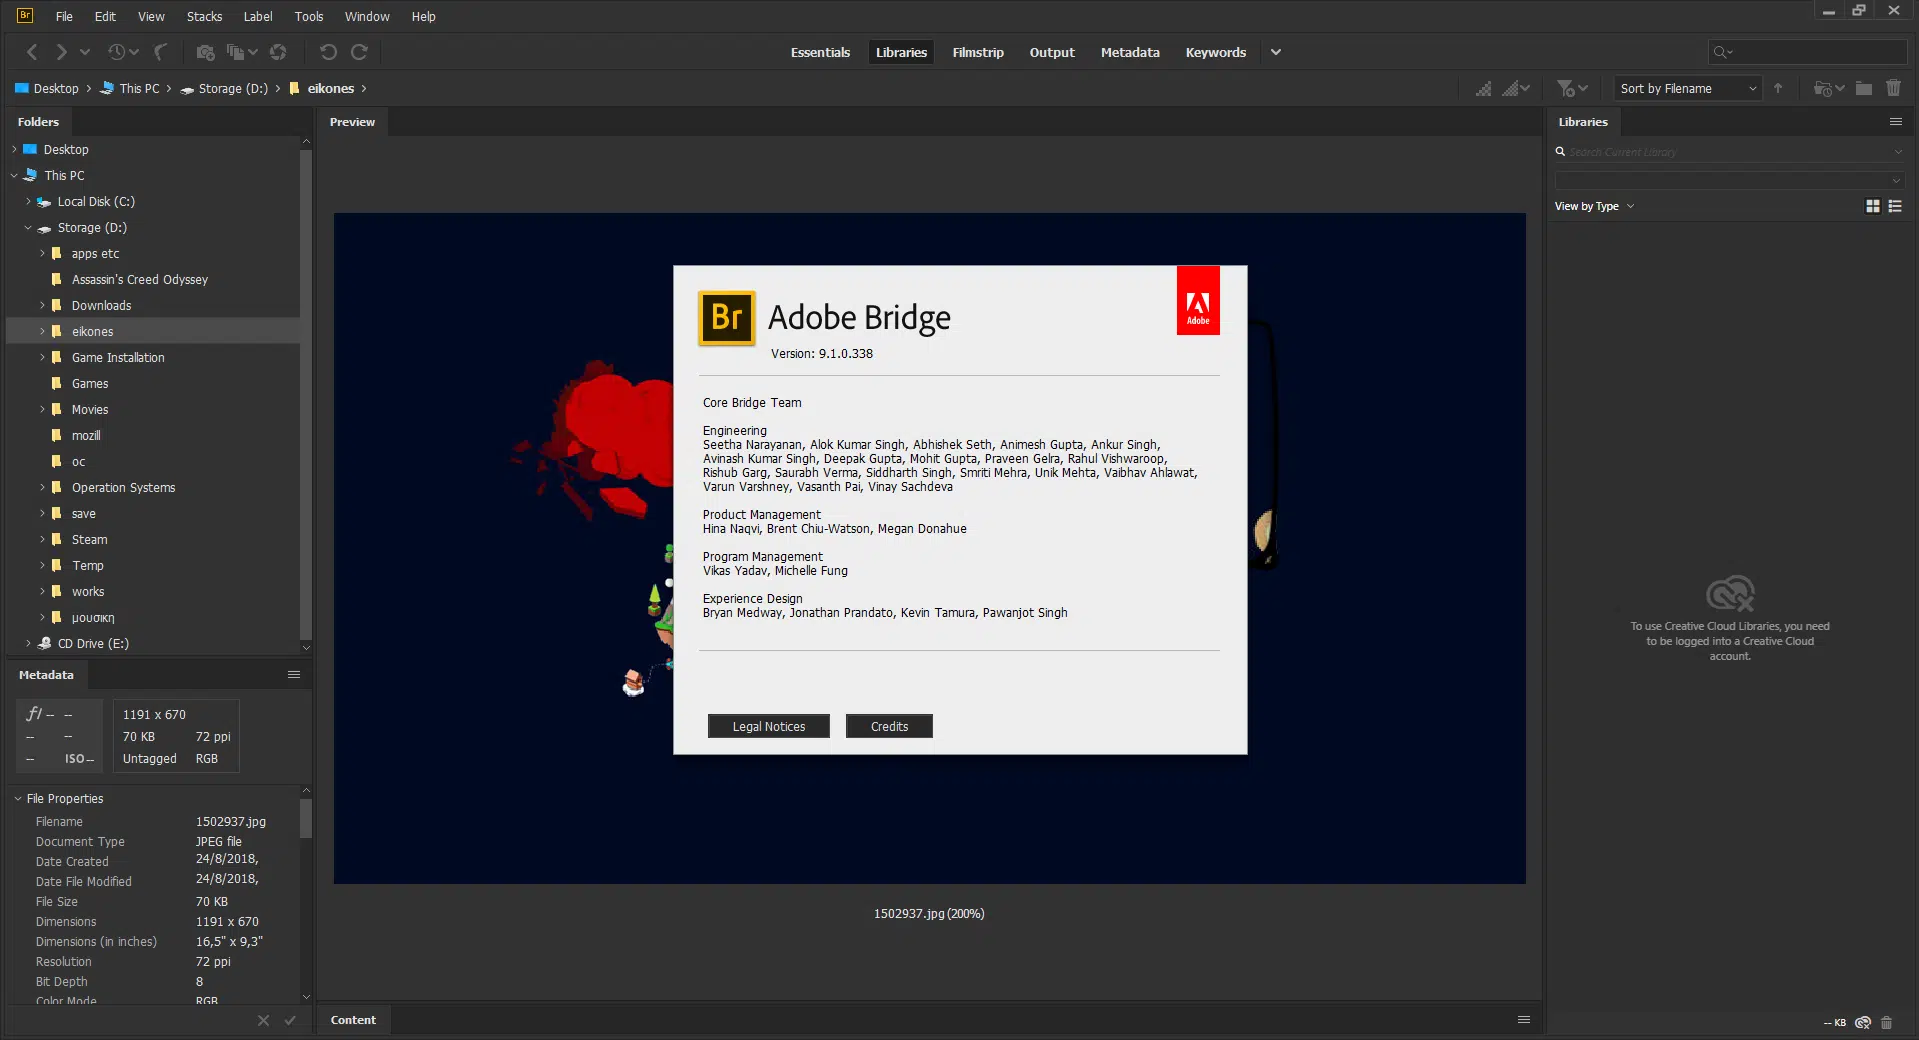 Br File Edit View Stacks Label Tools Window Help
Essentials Libraries Filmstrip Output Metadata Keywords
Desktop This PC Storage (D:) eikones
Sort by Filename
Folders
Desktop
This PC
Local Disk (C:)
Storage (D:)
apps etc
Assassin's Creed Odyssey
Downloads
eikones
Game Installation
Games
Movies
mozill
oc
Operation Systems
save
Steam
Temp
works
μουσικη
CD Drive (E:)
Metadata
ƒ/ -- --
-- --
-- ISO --
1191 x 670
70 KB 72 ppi
Untagged RGB
File Properties
Filename 1502937.jpg
Document Type JPEG file
Date Created 24/8/2018,
Date File Modified 24/8/2018,
File Size 70 KB
Dimensions 1191 x 670
Dimensions (in inches) 16,5" x 9,3"
Resolution 72 ppi
Bit Depth 8
Color Mode RGB
Preview
Br Adobe Bridge
Adobe
Version: 9.1.0.338
Core Bridge Team
Engineering
Seetha Narayanan, Alok Kumar Singh, Abhishek Seth, Animesh Gupta, Ankur Singh,
Avinash Kumar Singh, Deepak Gupta, Mohit Gupta, Praveen Gelra, Rahul Vishwaroop,
Rishub Garg, Saurabh Verma, Siddharth Singh, Smriti Mehra, Unik Mehta, Vaibhav Ahlawat,
Varun Varshney, Vasanth Pai, Vinay Sachdeva
Product Management
Hina Naqvi, Brent Chiu-Watson, Megan Donahue
Program Management
Vikas Yadav, Michelle Fung
Experience Design
Bryan Medway, Jonathan Prandato, Kevin Tamura, Pawanjot Singh
Legal Notices Credits
1502937.jpg (200%)
Content
Libraries
Search Current Library
View by Type
To use Creative Cloud Libraries, you need
to be logged into a Creative Cloud
account.
-- KB